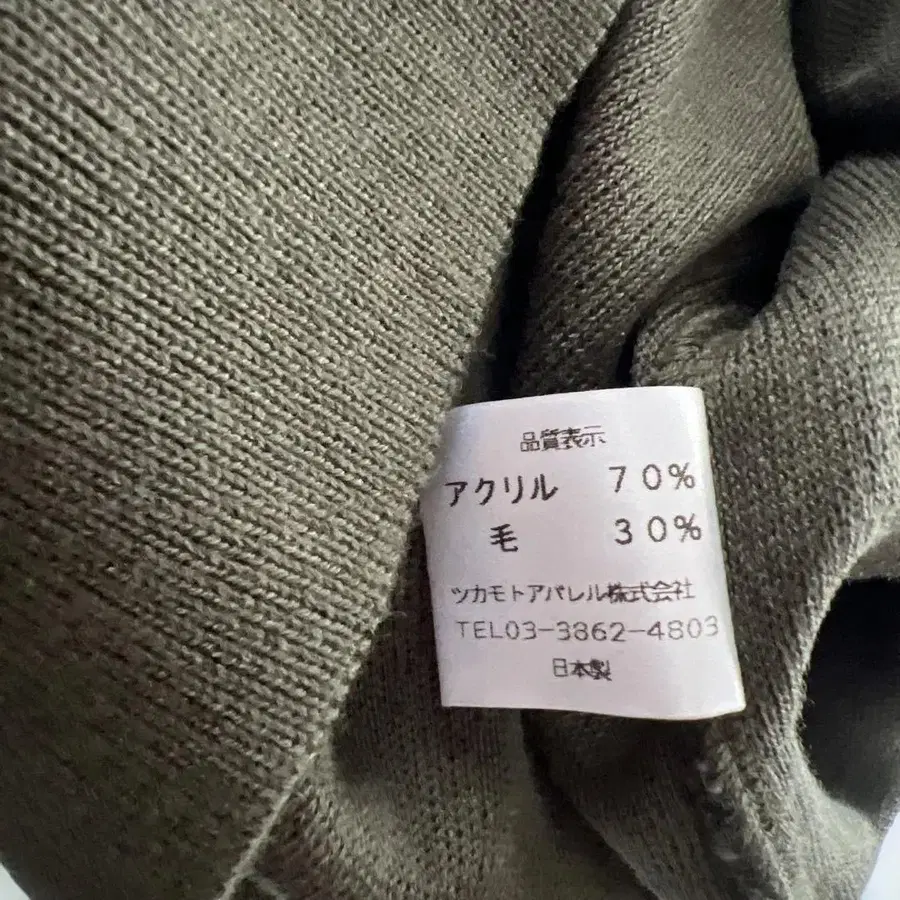 品質表示
アクリル 70%
毛 30%
ツカモトアパレル株式会社
TEL03-3862-4803
日本製